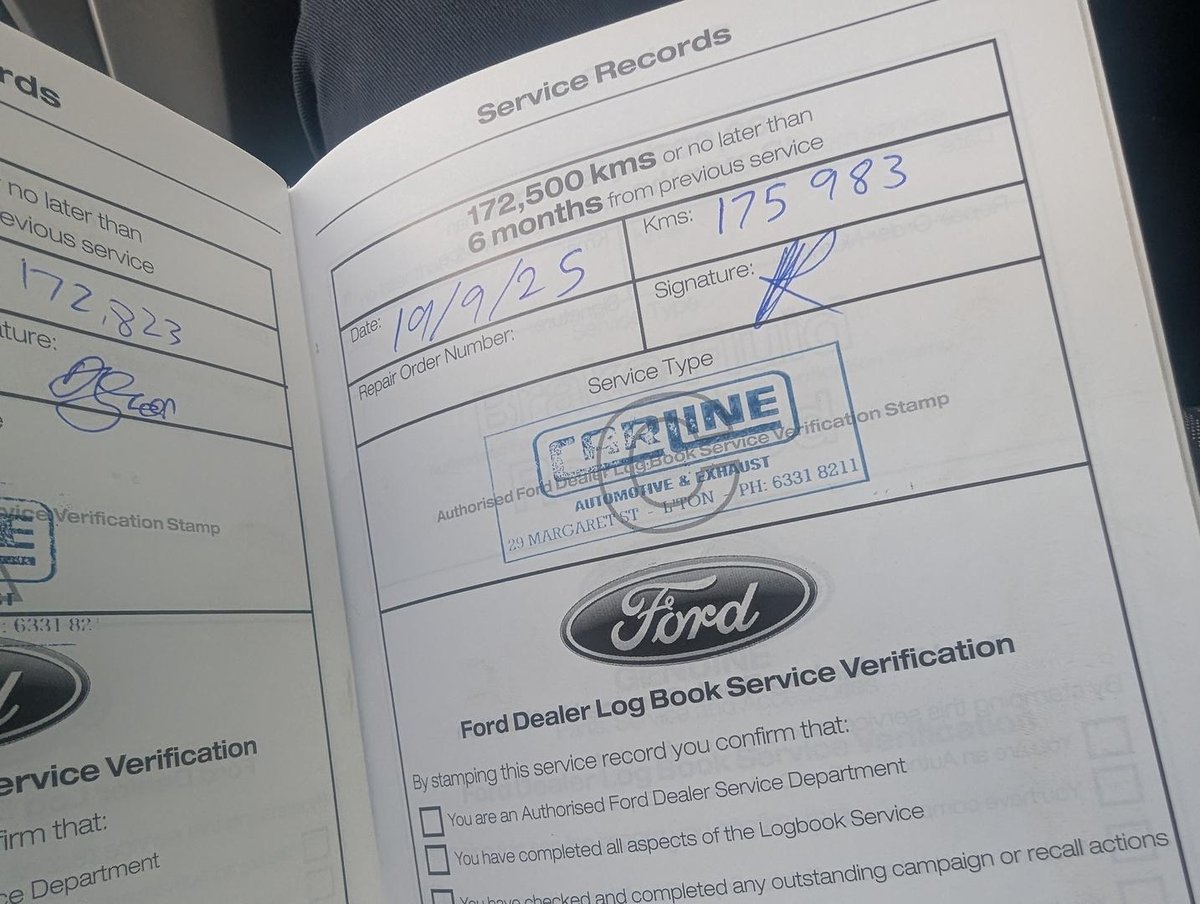 rds
no later than
evious service
172,823
ture:
vice Verification Stamp
: 6331 82
ervice Verification
firm that:
ce Department
Service Records
172,500 kms or no later than
6 months from previous service
Date: 19/9/25
Kms: 175 983
Repair Order Number:
Signature:
Service Type
CARLINE
Authorised Ford Dealer Log Book Service Verification Stamp
AUTOMOTIVE & EXHAUST
29 MARGARET ST - L'TON - PH: 6331 8211
Ford
Ford Dealer Log Book Service Verification
By stamping this service record you confirm that:
You are an Authorised Ford Dealer Service Department
You have completed all aspects of the Logbook Service
You have checked and completed any outstanding campaign or recall actions